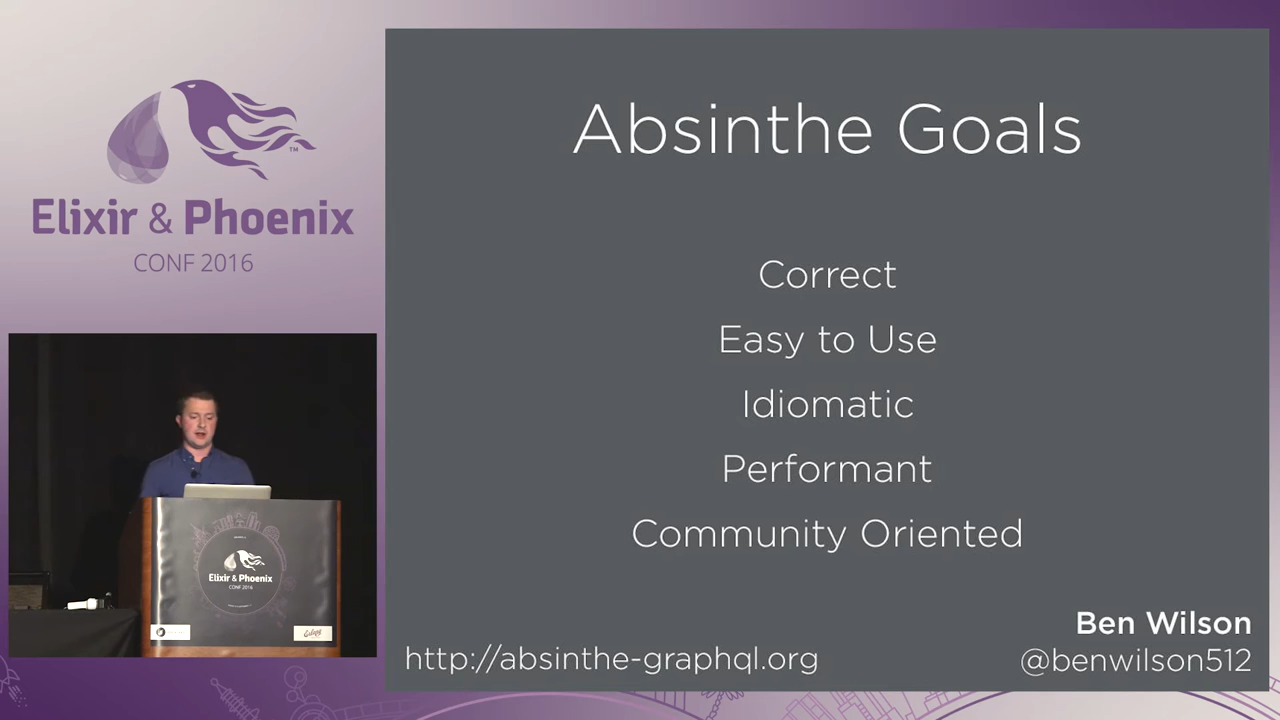 Elixir & Phoenix
CONF 2016
™
Absinthe Goals
Correct
Easy to Use
Idiomatic
Performant
Community Oriented
Ben Wilson
http://absinthe-graphql.org
@benwilson512
Elixir & Phoenix
CONF 2016